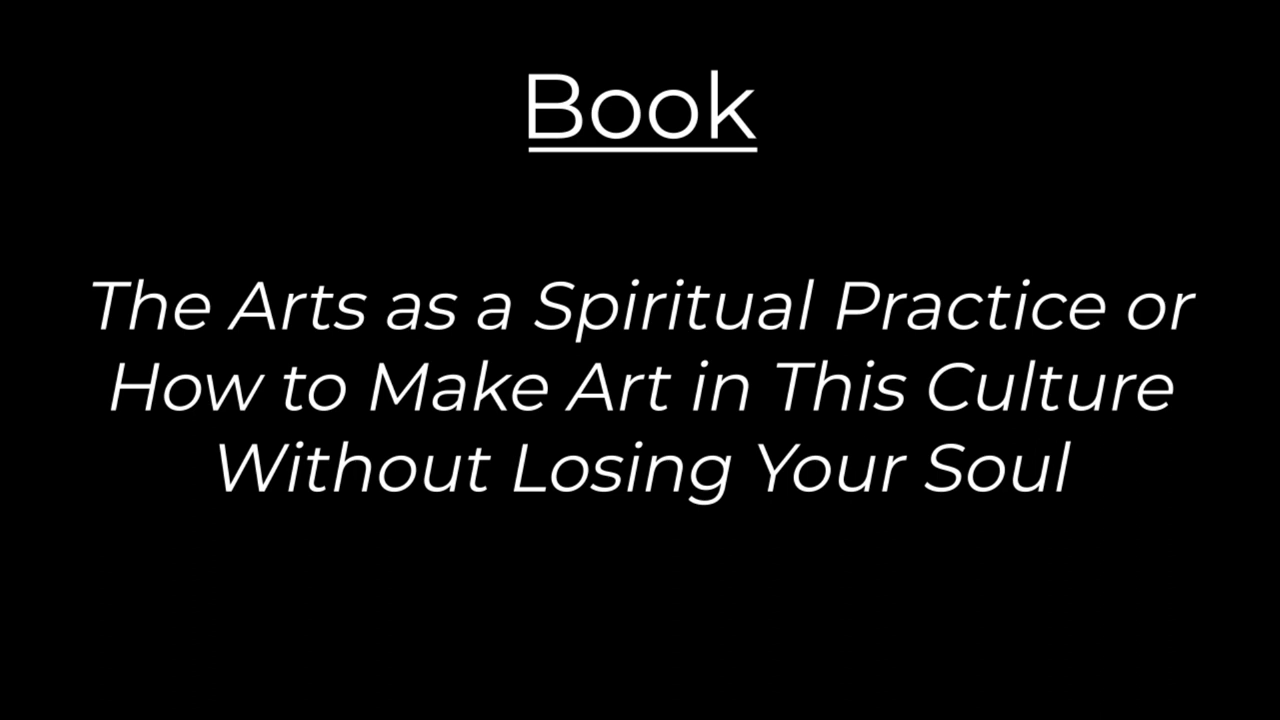 Book
The Arts as a Spiritual Practice or
How to Make Art in This Culture
Without Losing Your Soul